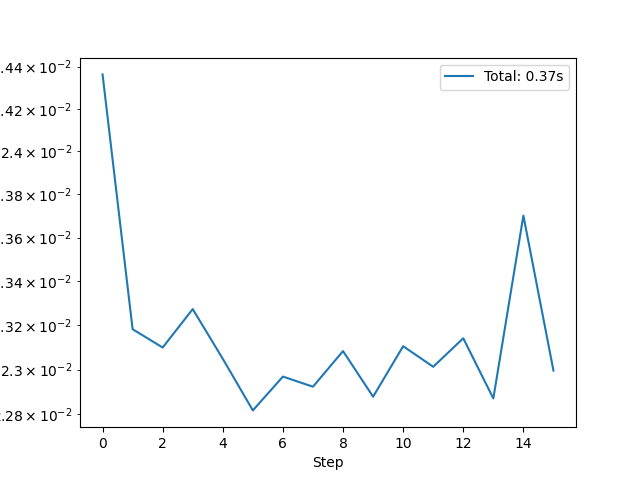 Total: 0.37s
.44 × 10⁻²
.42 × 10⁻²
2.4 × 10⁻²
.38 × 10⁻²
.36 × 10⁻²
.34 × 10⁻²
.32 × 10⁻²
2.3 × 10⁻²
2.28 × 10⁻²
0 2 4 6 8 10 12 14
Step